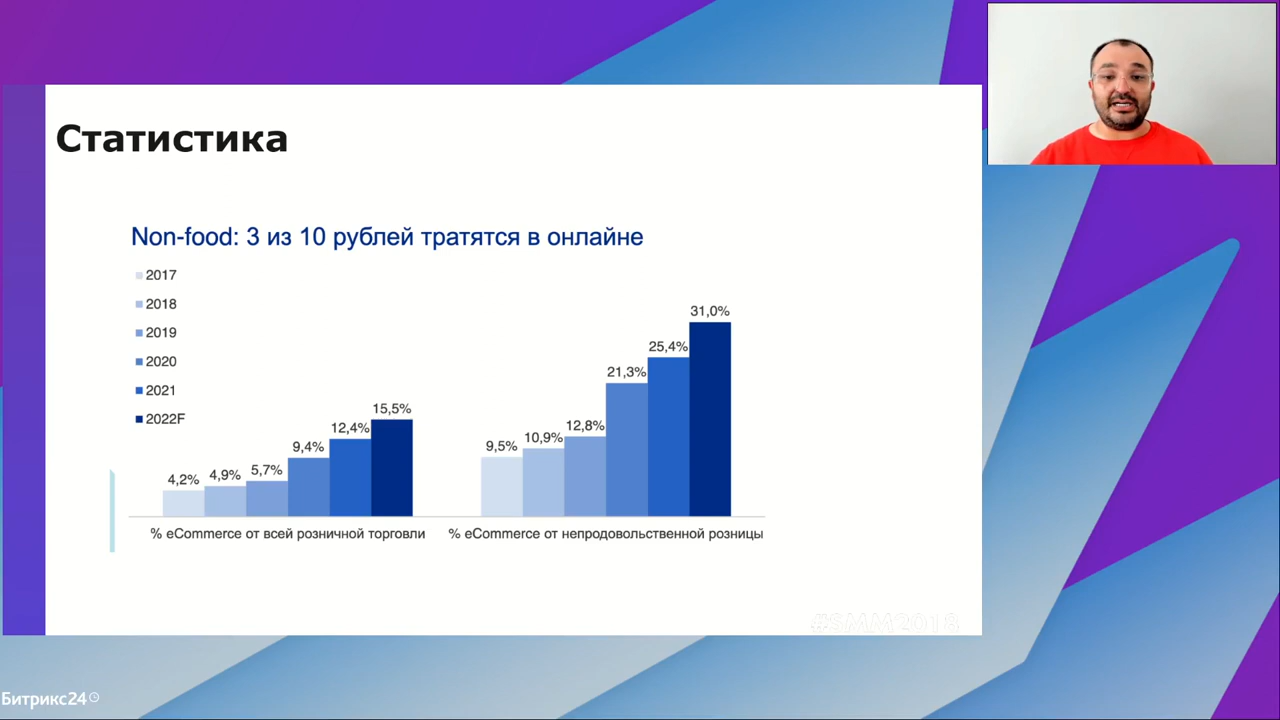 Статистика
Non-food: 3 из 10 рублей тратятся в онлайне
2017
2018
2019
2020
2021
2022F
4,2%
4,9%
5,7%
9,4%
12,4%
15,5%
9,5%
10,9%
12,8%
21,3%
25,4%
31,0%
% eCommerce от всей розничной торговли
% eCommerce от непродовольственной розницы
#SMM2018
Битрикс24